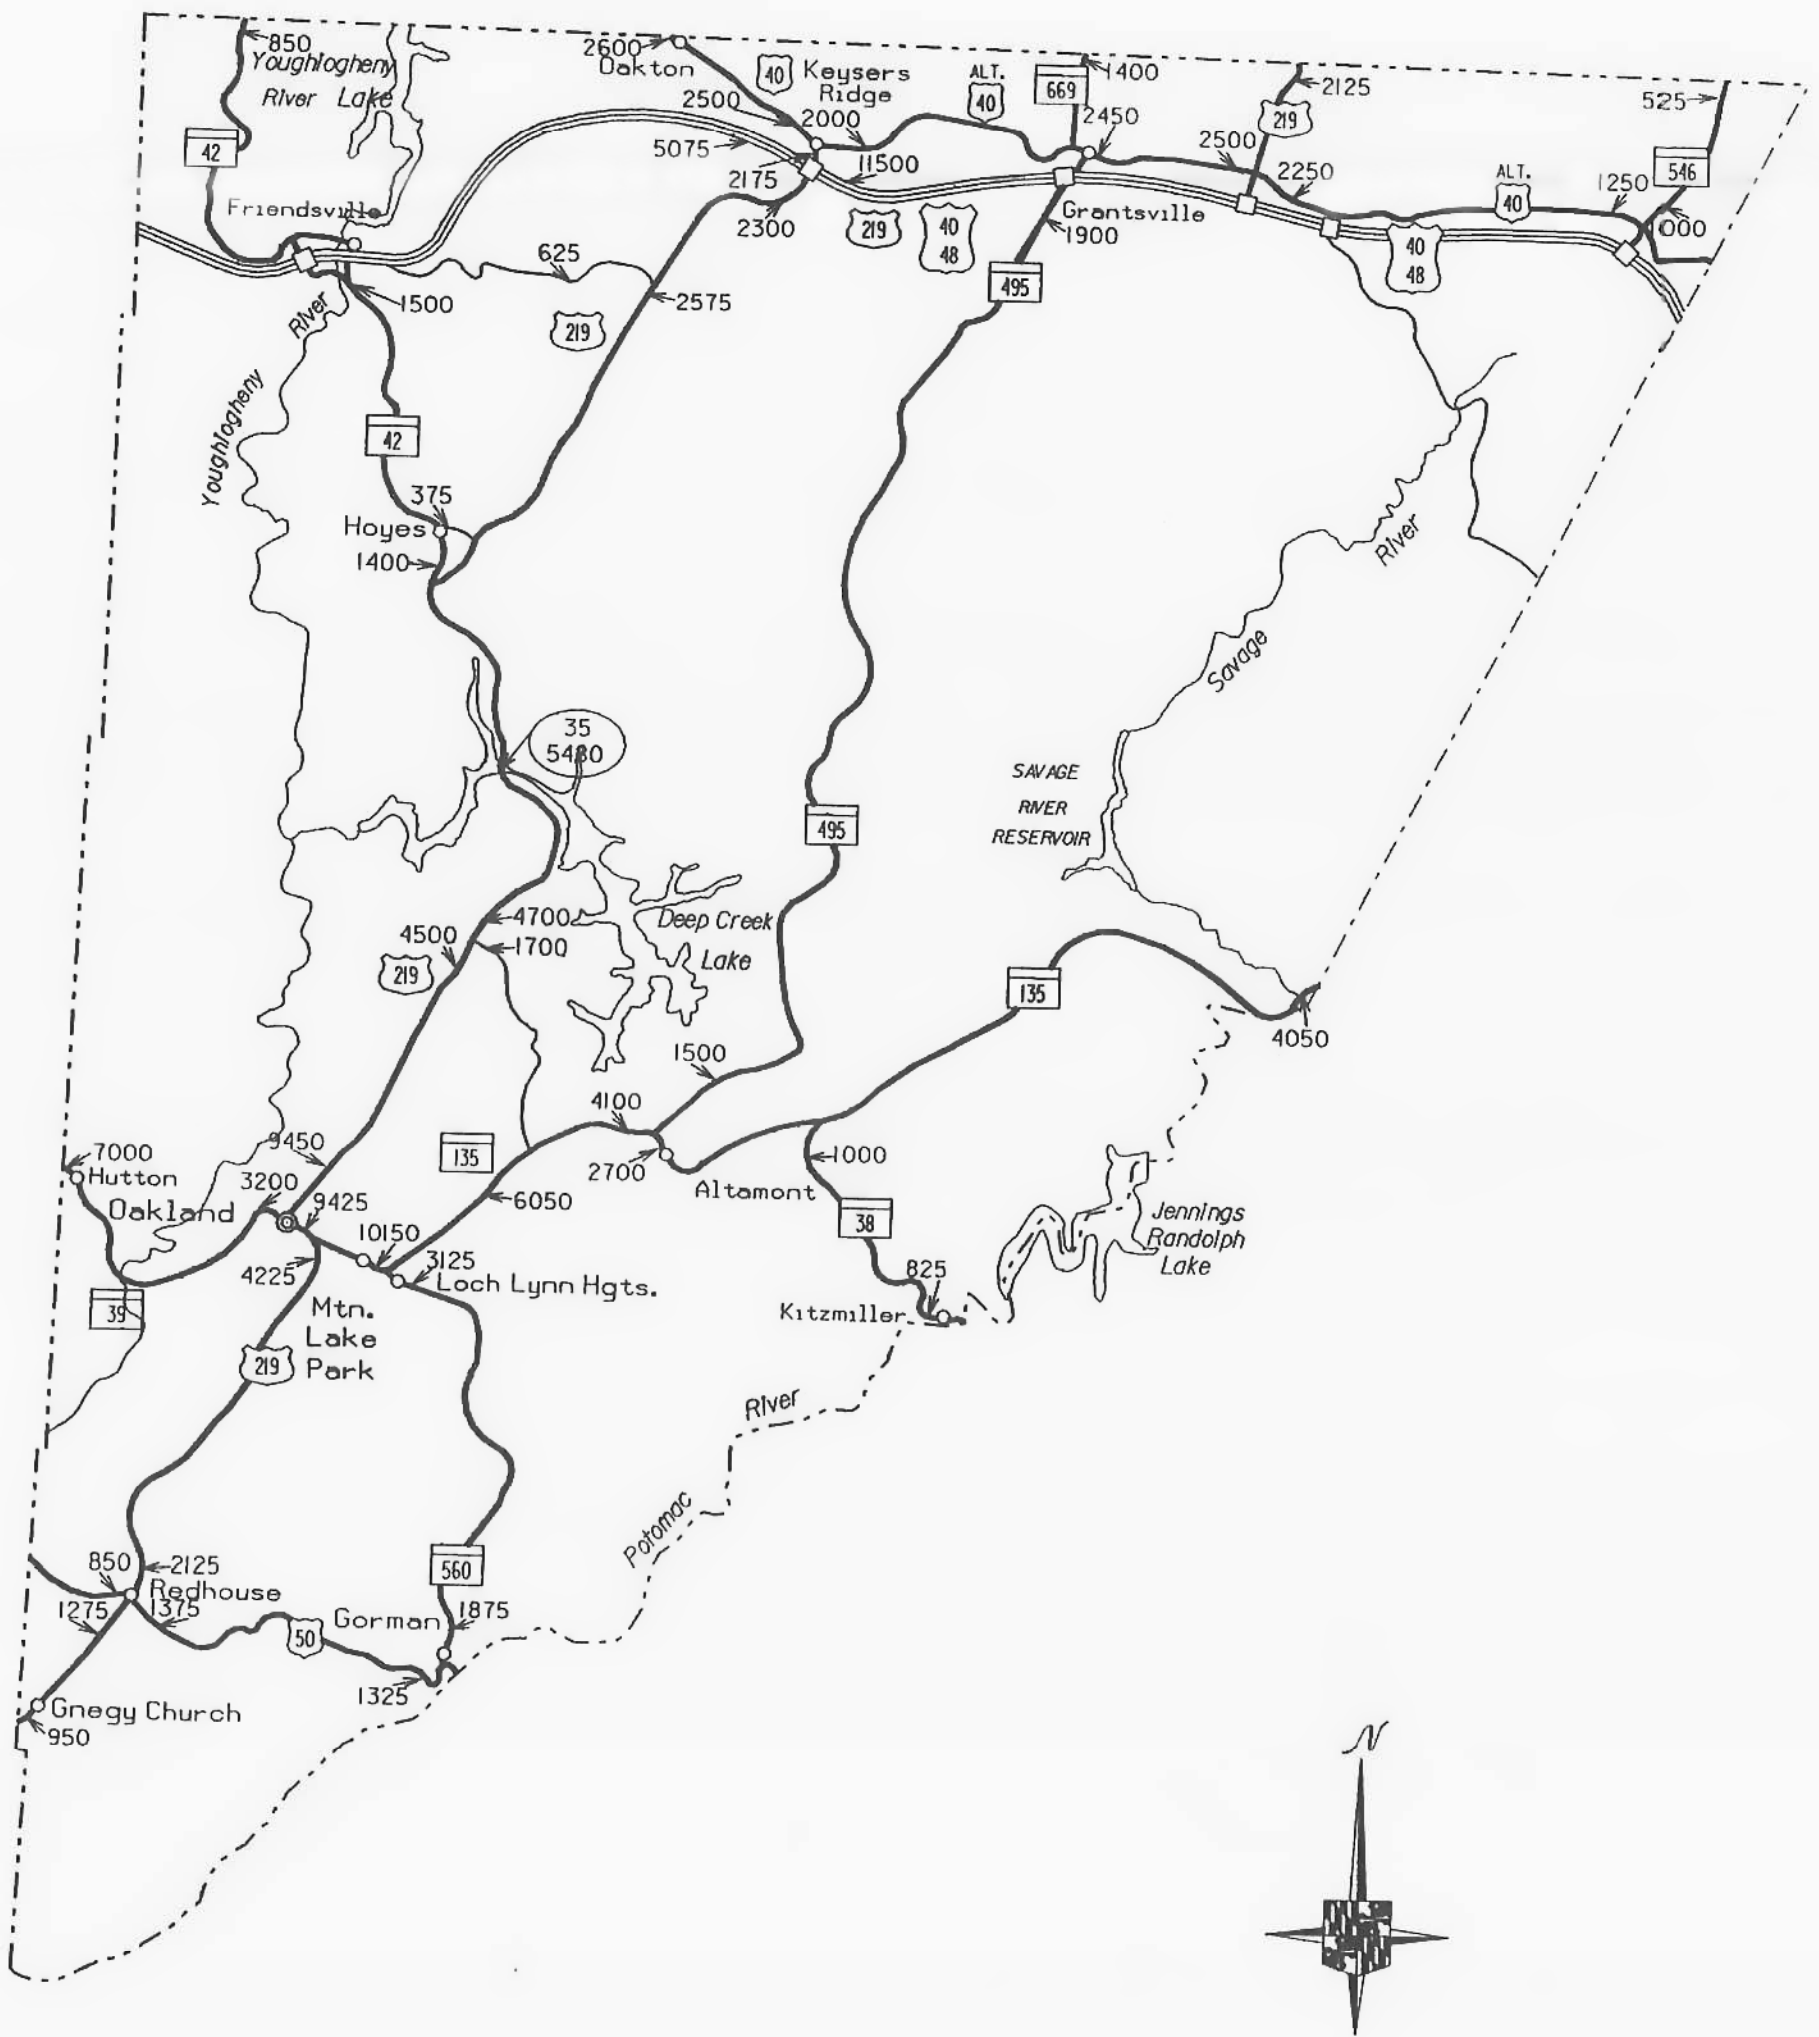 850
Youghiogheny
River Lake
2600
Oakton
40
Keysers
Ridge
ALT.
40
669
1400
2125
219
525
42
2500
2000
2450
5075
11500
2500
2250
546
2175
ALT.
40
1250
1000
Friendsville
2300
219
40
48
Grantsville
1900
40
48
625
495
1500
2575
River
219
Youghiogheny
42
375
Hoyes
1400
River
Savage
35
5480
SAVAGE
RIVER
RESERVOIR
495
4700
Deep Creek
Lake
4500
1700
219
135
4050
1500
4100
9450
7000
Hutton
135
2700
1000
Altamont
3200
Oakland
9425
6050
10150
38
Jennings
Randolph
Lake
4225
3125
Loch Lynn Hgts.
825
Kitzmiller
39
Mtn.
Lake
Park
219
River
Potomac
850
2125
Redhouse
560
1275
1375
50
Gorman
1875
1325
Gnegy Church
950
N